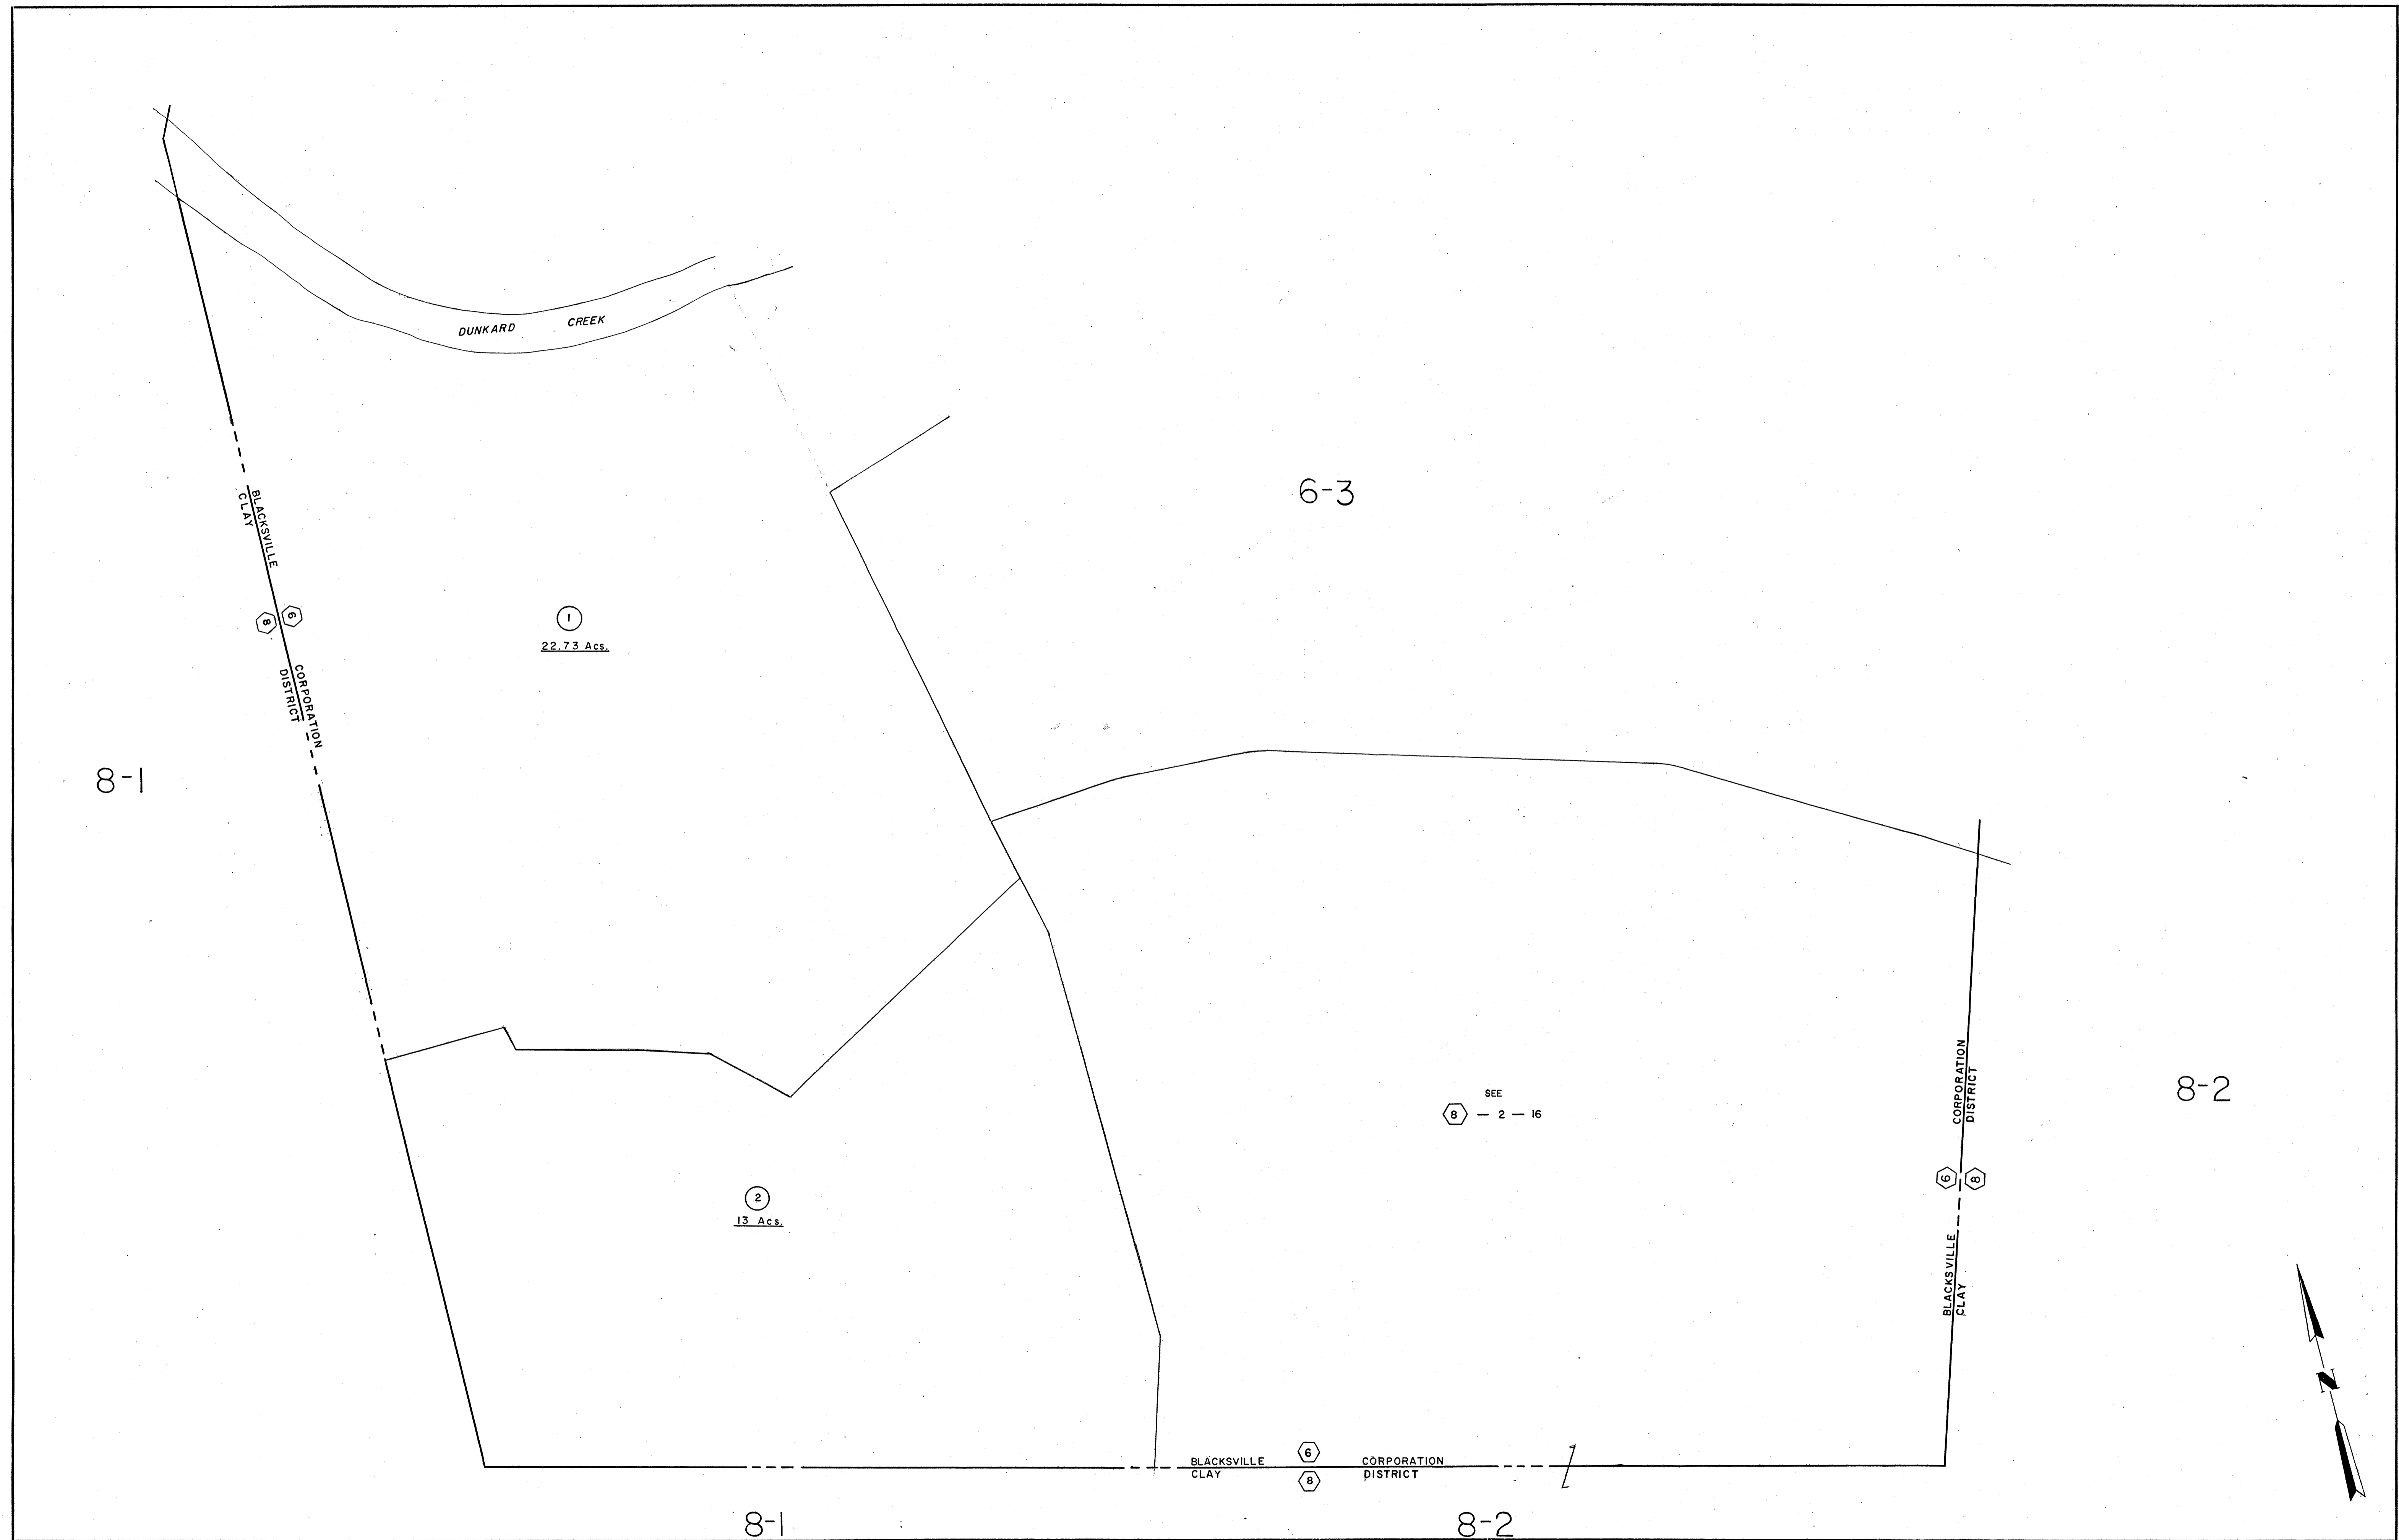 DUNKARD CREEK
6-3
BLACKSVILLE
CLAY
6
8
CORPORATION
DISTRICT
1
22.73 Acs.
8-1
CORPORATION
DISTRICT
6
8
BLACKSVILLE
CLAY
8-2
SEE
8 — 2 — 16
2
13 Acs.
N
BLACKSVILLE 6 CORPORATION
CLAY 8 DISTRICT
8-1
8-2